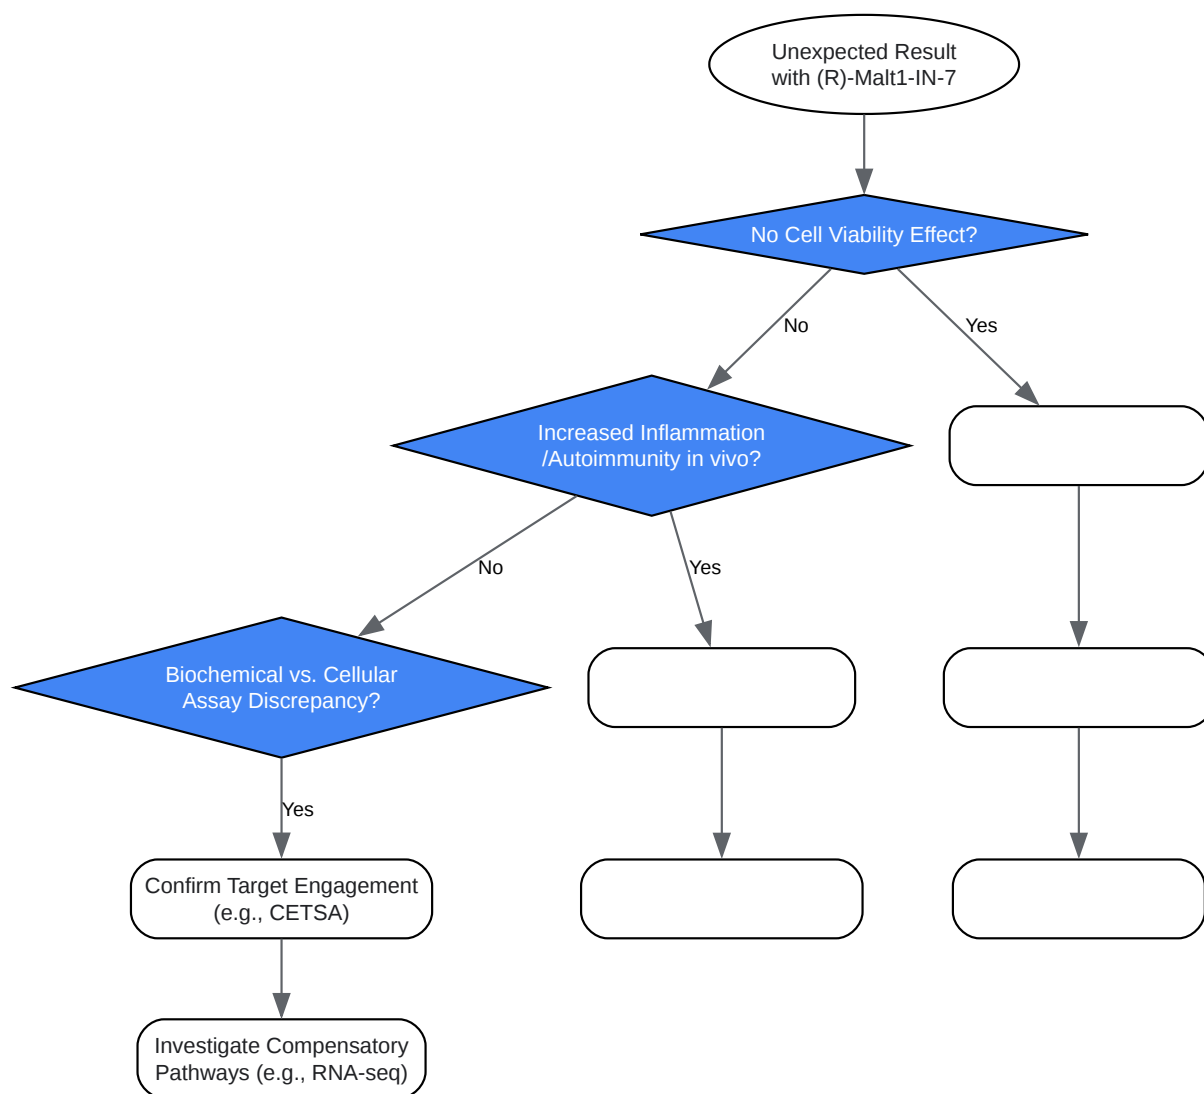 Unexpected Result
with (R)-Malt1-IN-7
No Cell Viability Effect?
No
Yes
Increased Inflammation
/Autoimmunity in vivo?
No
Yes
Biochemical vs. Cellular
Assay Discrepancy?
Yes
Confirm Target Engagement
(e.g., CETSA)
Investigate Compensatory
Pathways (e.g., RNA-seq)